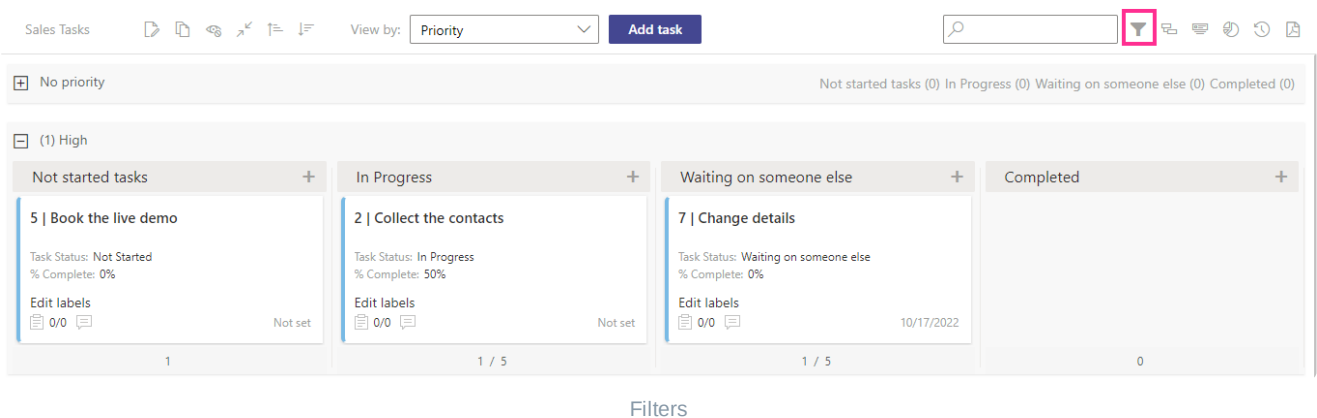 Sales Tasks View by: Priority Add task
No priority Not started tasks (0) In Progress (0) Waiting on someone else (0) Completed (0)
(1) High
Not started tasks + In Progress + Waiting on someone else + Completed +
5 | Book the live demo 2 | Collect the contacts 7 | Change details
Task Status: Not Started Task Status: In Progress Task Status: Waiting on someone else
% Complete: 0% % Complete: 50% % Complete: 0%
Edit labels Edit labels Edit labels
0/0 Not set 0/0 Not set 0/0 10/17/2022
1 1 / 5 1 / 5 0
Filters